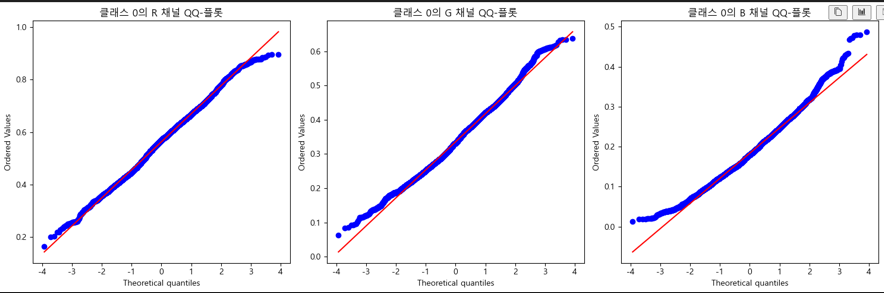 클래스 0의 R 채널 QQ-플롯
1.0
0.8
0.6
0.4
0.2
Ordered Values
-4 -3 -2 -1 0 1 2 3 4
Theoretical quantiles
클래스 0의 G 채널 QQ-플롯
0.6
0.5
0.4
0.3
0.2
0.1
0.0
Ordered Values
-4 -3 -2 -1 0 1 2 3 4
Theoretical quantiles
클래스 0의 B 채널 QQ-플롯
0.5
0.4
0.3
0.2
0.1
0.0
Ordered Values
-4 -3 -2 -1 0 1 2 3 4
Theoretical quantiles